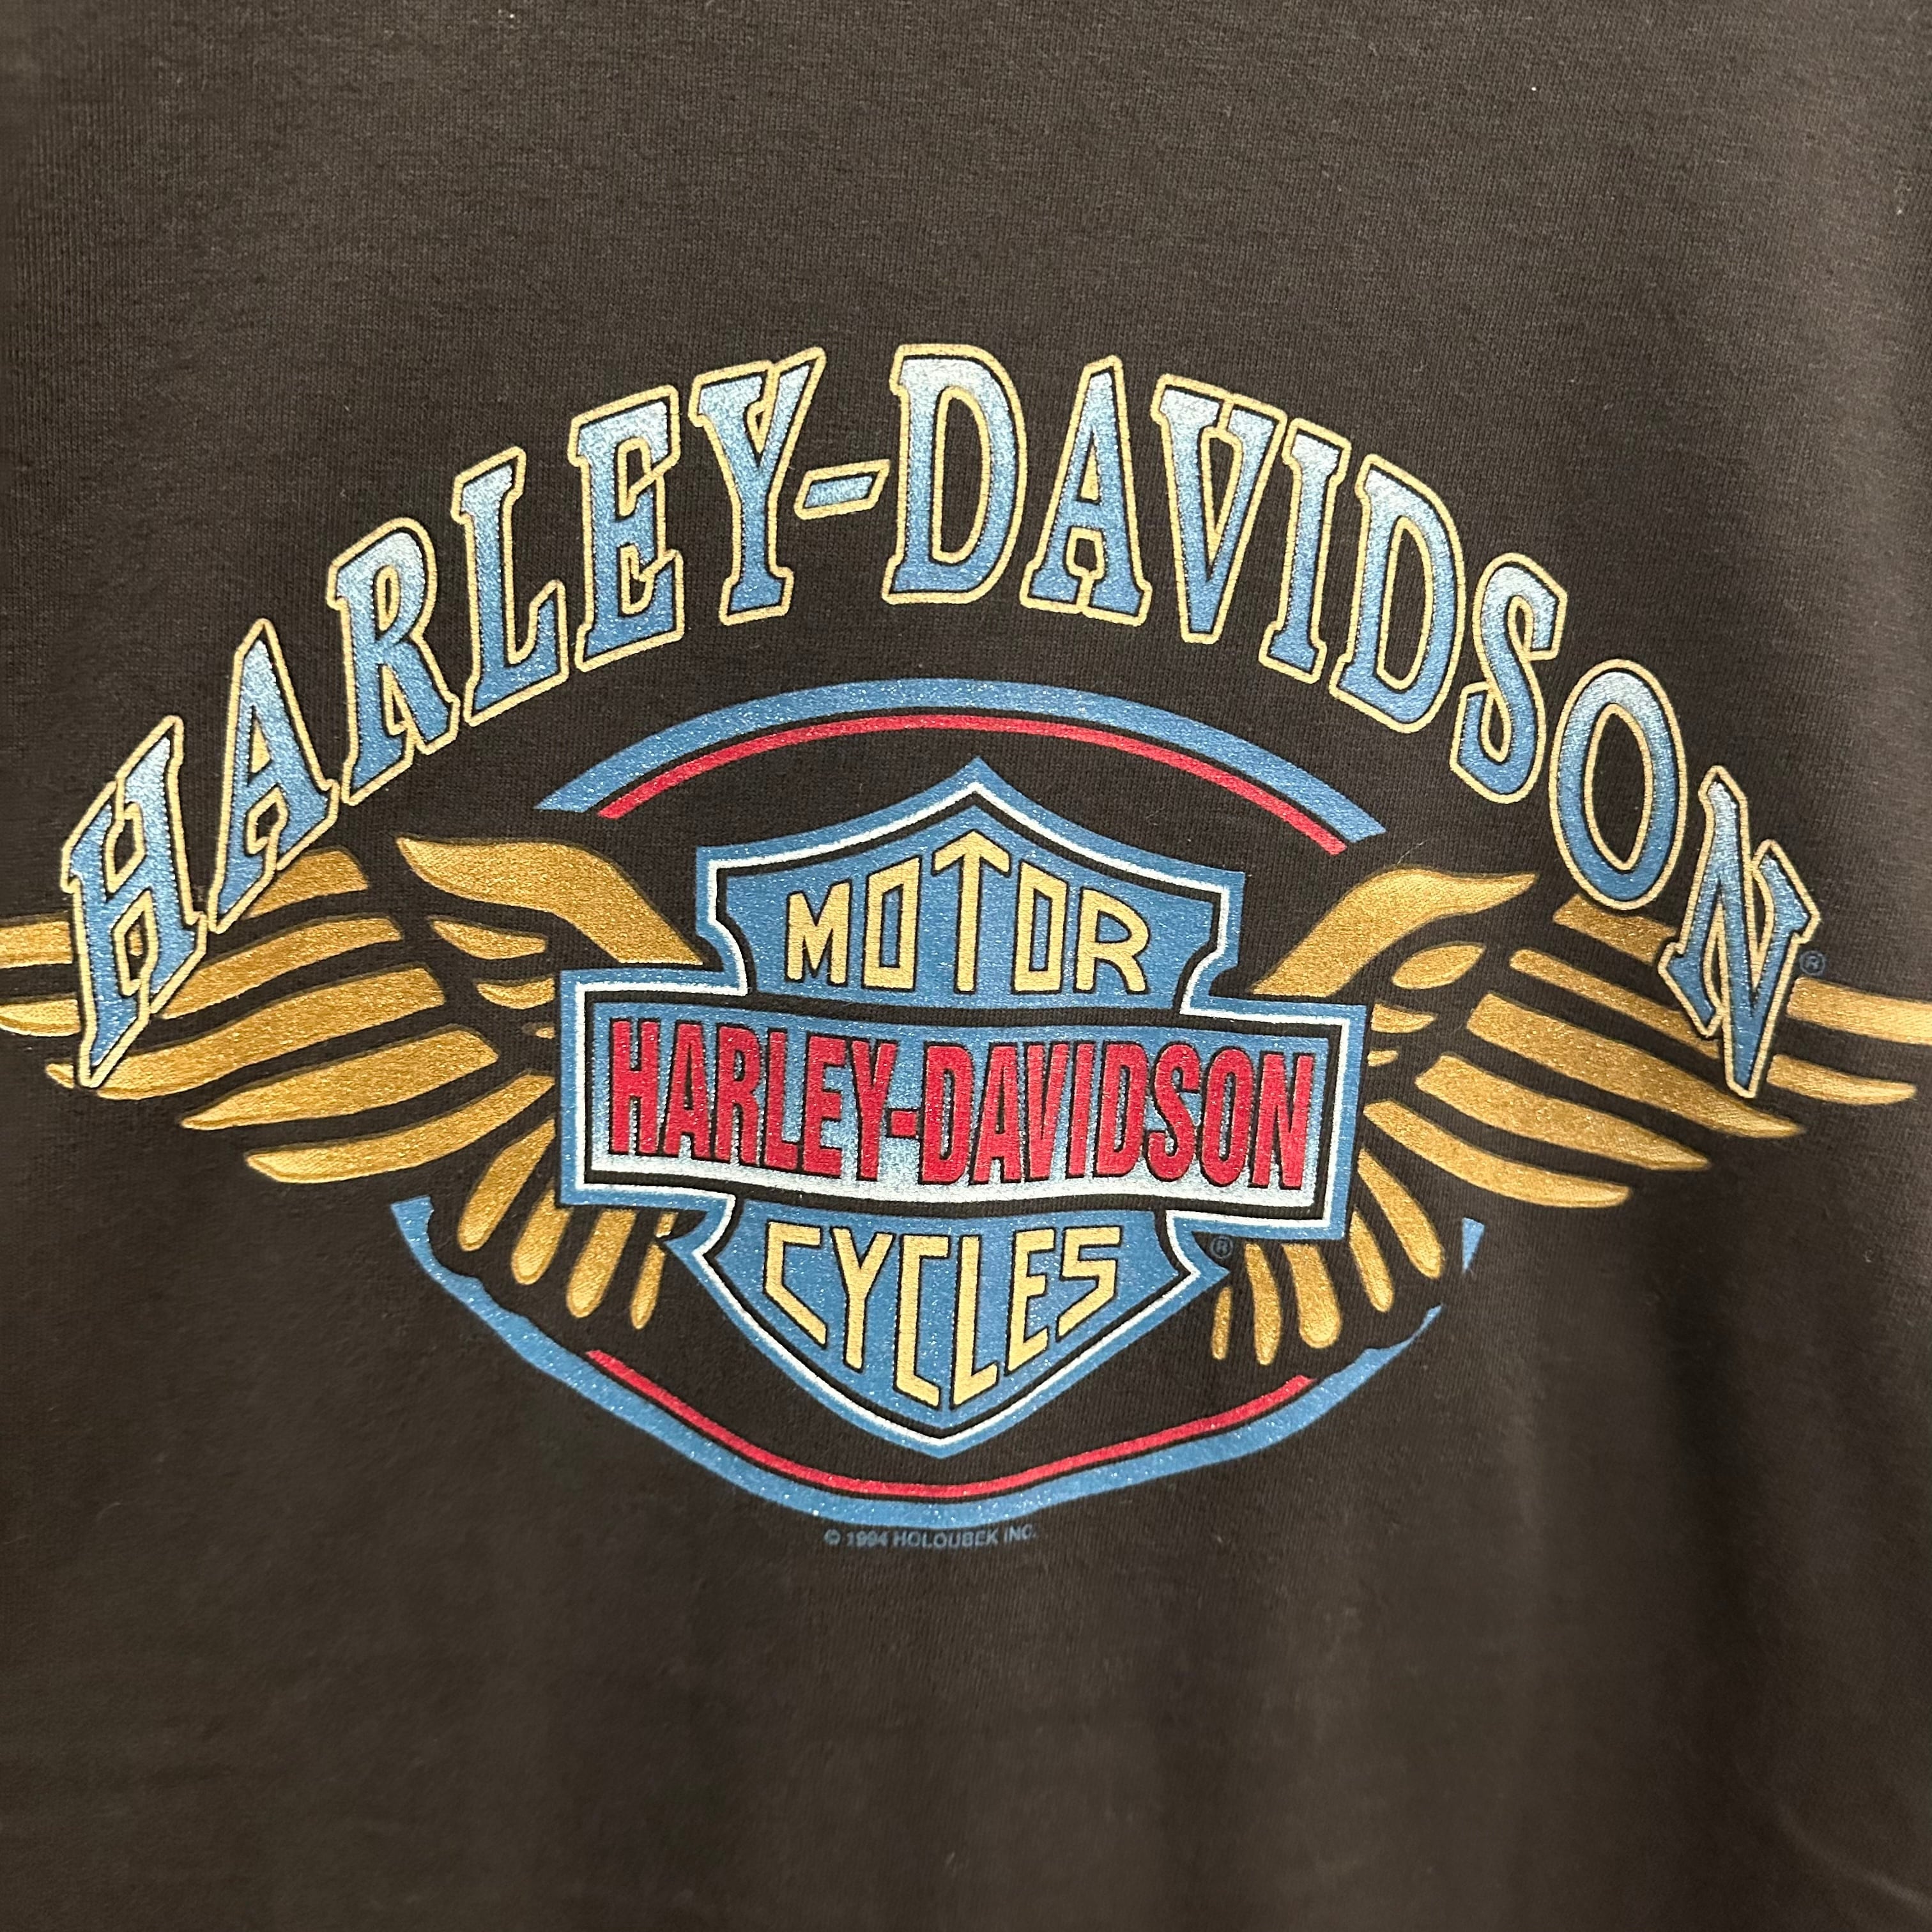 HARLEY-DAVIDSON®
MOTOR
HARLEY-DAVIDSON
CYCLES®
© 1994 HOLOUBEK INC.